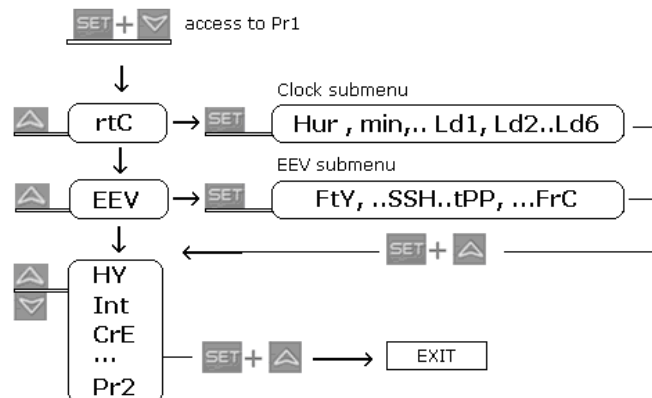 SET + access to Pr1
Clock submenu
rtC SET Hur , min,.. Ld1, Ld2..Ld6
EEV submenu
EEV SET FtY, ..SSH..tPP, ...FrC
SET +
HY
Int
CrE
...
SET + EXIT
Pr2